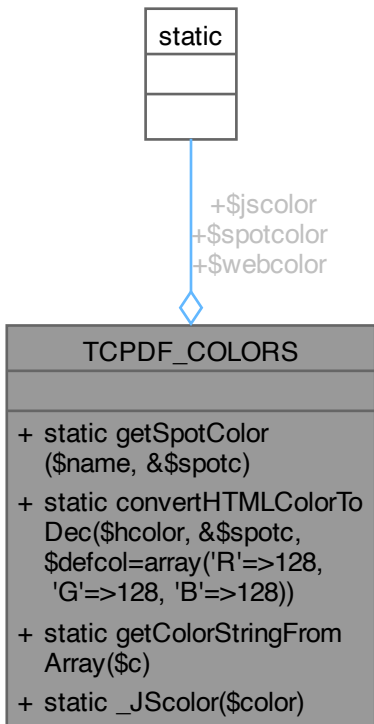 static
+$jscolor
+$spotcolor
+$webcolor
TCPDF_COLORS
+ static getSpotColor
($name, &$spotc)
+ static convertHTMLColorTo
Dec($hcolor, &$spotc,
$defcol=array('R'=>128,
'G'=>128, 'B'=>128))
+ static getColorStringFrom
Array($c)
+ static _JScolor($color)